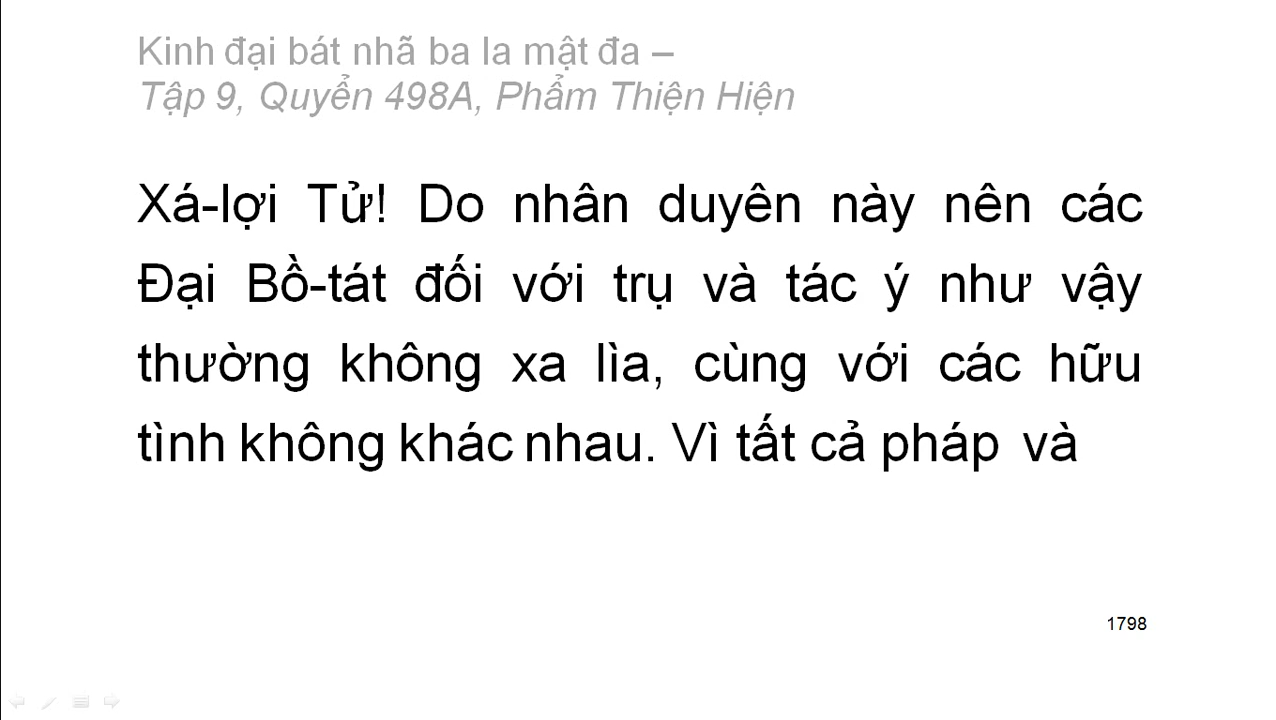 Kinh đại bát nhã ba la mật đa –
Tập 9, Quyển 498A, Phẩm Thiện Hiện
Xá-lợi Tử! Do nhân duyên này nên các
Đại Bồ-tát đối với trụ và tác ý như vậy
thường không xa lìa, cùng với các hữu
tình không khác nhau. Vì tất cả pháp và
1798